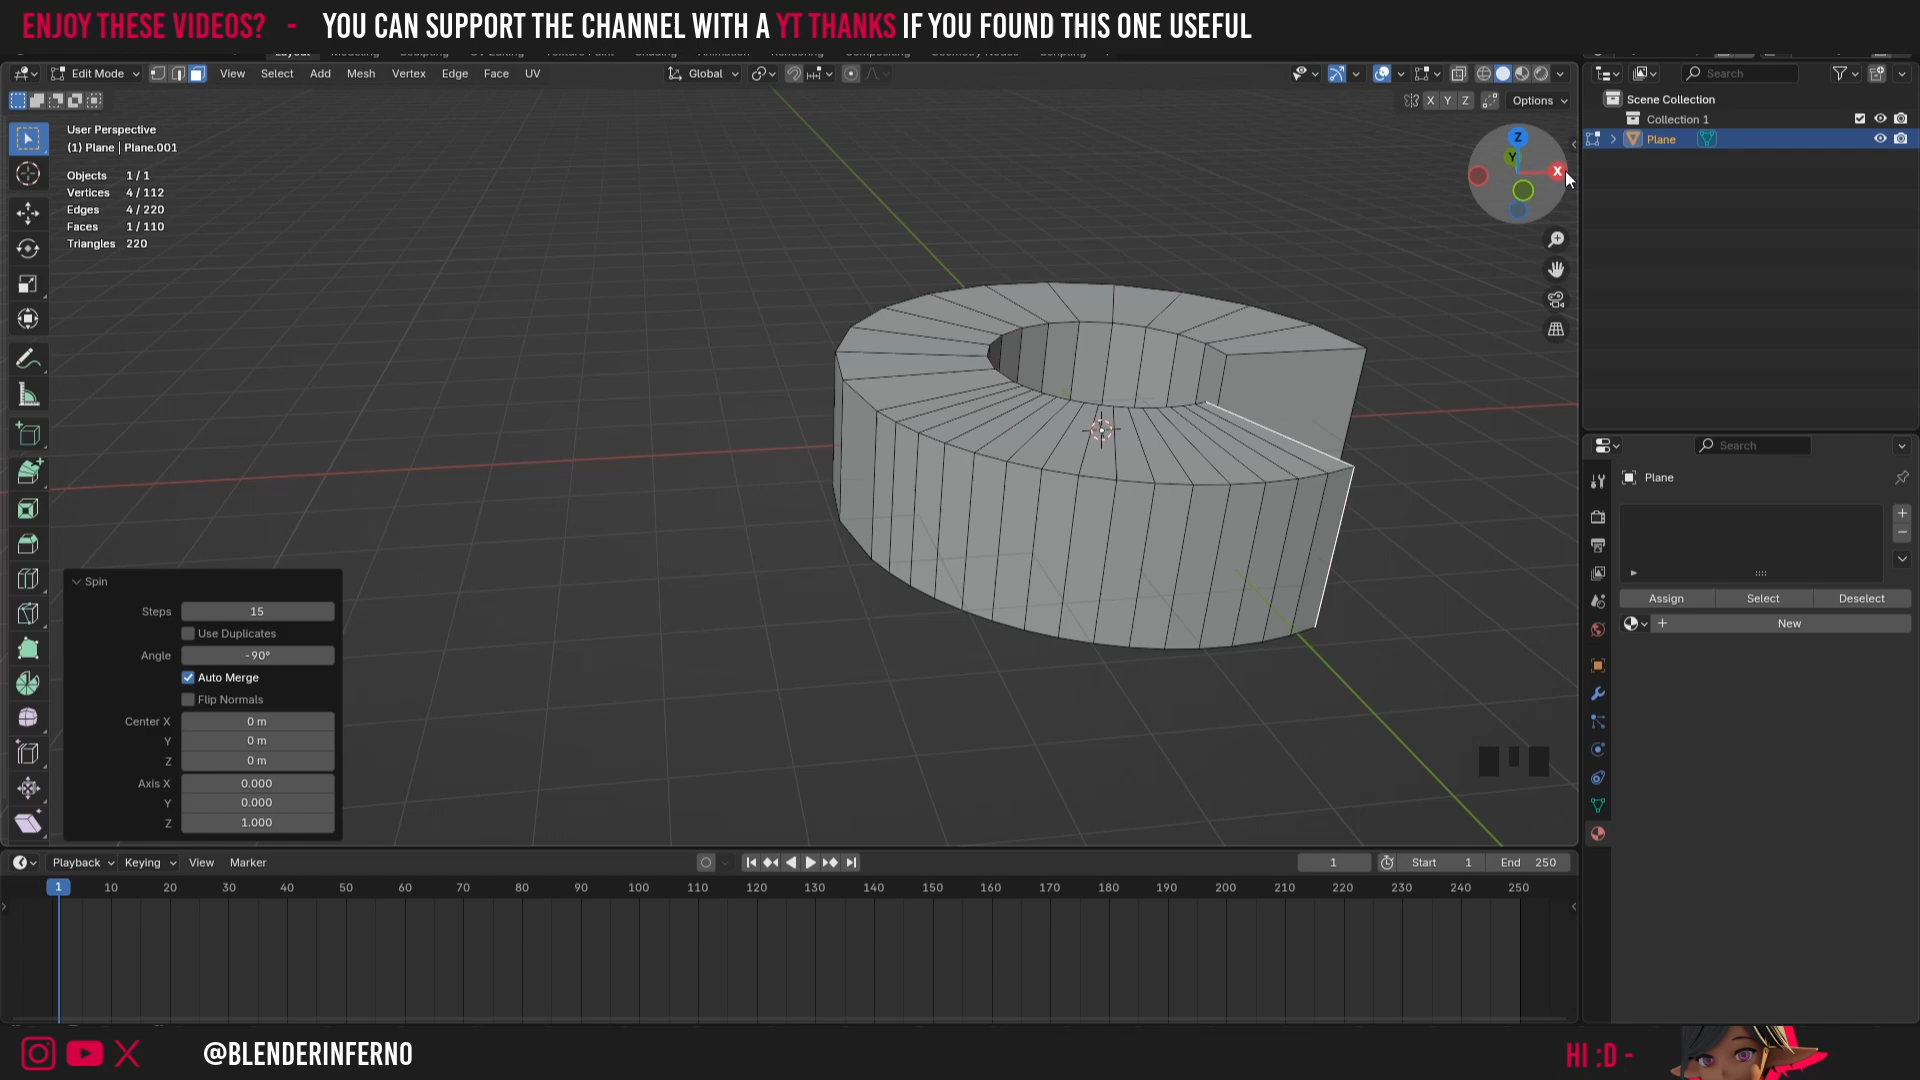 ENJOY THESE VIDEOS? - YOU CAN SUPPORT THE CHANNEL WITH A YT THANKS IF YOU FOUND THIS ONE USEFUL
Edit Mode View Select Add Mesh Vertex Edge Face UV Global
Search
X Y Z Options
Scene Collection
Collection 1
Plane
User Perspective
(1) Plane | Plane.001
Objects 1 / 1
Vertices 4 / 112
Edges 4 / 220
Faces 1 / 110
Triangles 220
Z
Y
X
Search
Plane
Assign Select Deselect
New
Spin
Steps 15
Use Duplicates
Angle -90°
Auto Merge
Flip Normals
Center X 0 m
Y 0 m
Z 0 m
Axis X 0.000
Y 0.000
Z 1.000
Playback Keying View Marker 1 Start 1 End 250
1 10 20 30 40 50 60 70 80 90 100 110 120 130 140 150 160 170 180 190 200 210 220 230 240 250
@BLENDERINFERNO
HI :D -